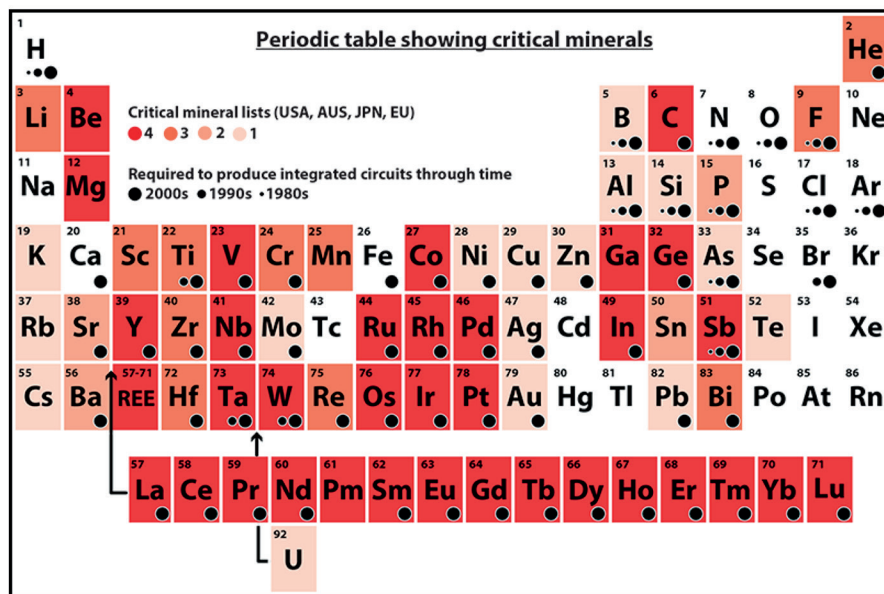 Periodic table showing critical minerals
1 2
H He
3 4 5 6 7 8 9 10
Li Be B C N O F Ne
Critical mineral lists (USA, AUS, JPN, EU)
4 3 2 1
Required to produce integrated circuits through time
2000s 1990s 1980s
11 12 13 14 15 16 17 18
Na Mg Al Si P S Cl Ar
19 20 21 22 23 24 25 26 27 28 29 30 31 32 33 34 35 36
K Ca Sc Ti V Cr Mn Fe Co Ni Cu Zn Ga Ge As Se Br Kr
37 38 39 40 41 42 43 44 45 46 47 48 49 50 51 52 53 54
Rb Sr Y Zr Nb Mo Tc Ru Rh Pd Ag Cd In Sn Sb Te I Xe
55 56 57-71 72 73 74 75 76 77 78 79 80 81 82 83 84 85 86
Cs Ba REE Hf Ta W Re Os Ir Pt Au Hg Tl Pb Bi Po At Rn
57 58 59 60 61 62 63 64 65 66 67 68 69 70 71
La Ce Pr Nd Pm Sm Eu Gd Tb Dy Ho Er Tm Yb Lu
92
U